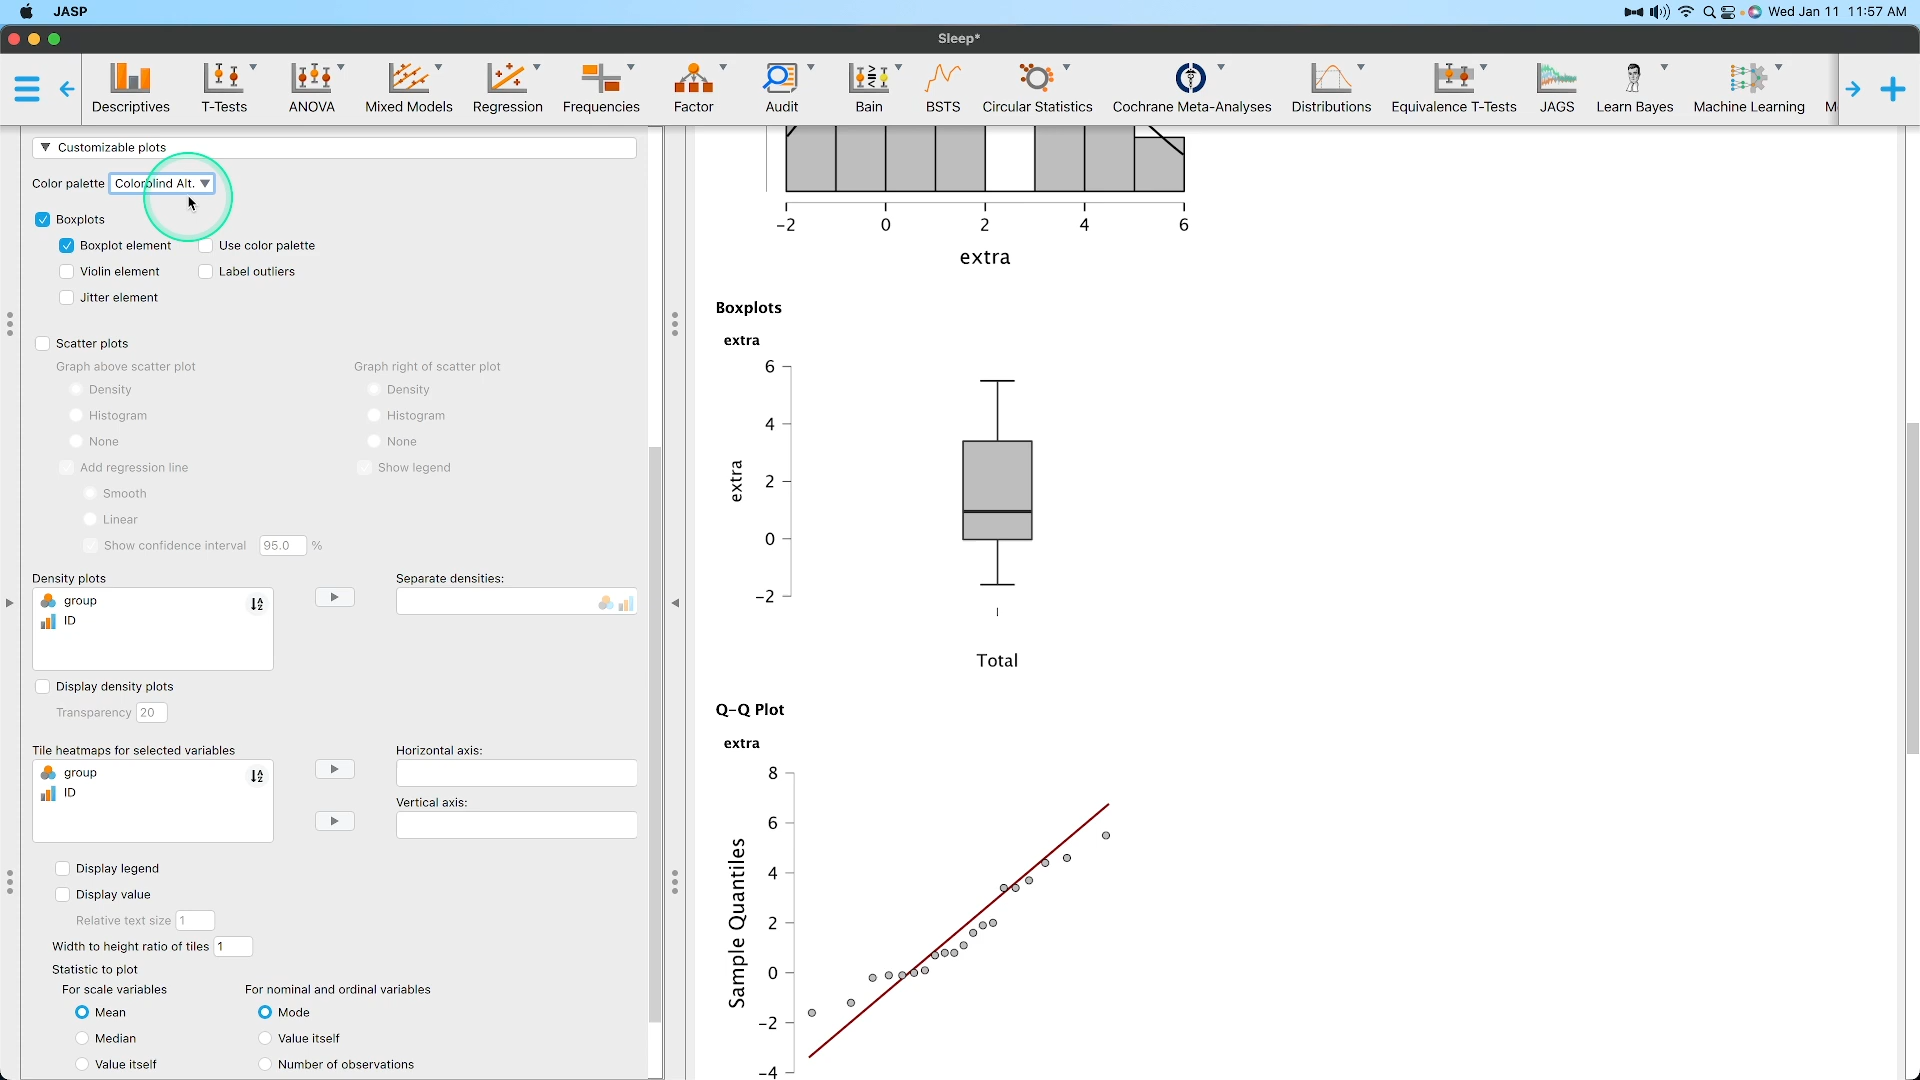 JASP
Wed Jan 11 11:57 AM
Sleep*
Descriptives
T-Tests
ANOVA
Mixed Models
Regression
Frequencies
Factor
Audit
Bain
BSTS
Circular Statistics
Cochrane Meta-Analyses
Distributions
Equivalence T-Tests
JAGS
Learn Bayes
Machine Learning
M
Customizable plots
Color palette Colorblind Alt.
Boxplots
Boxplot element
Use color palette
Violin element
Label outliers
Jitter element
Scatter plots
Graph above scatter plot
Graph right of scatter plot
Density
Density
Histogram
Histogram
None
None
Add regression line
Show legend
Smooth
Linear
Show confidence interval 95.0 %
Density plots
Separate densities:
group
ID
Display density plots
Transparency 20
Tile heatmaps for selected variables
Horizontal axis:
group
ID
Vertical axis:
Display legend
Display value
Relative text size 1
Width to height ratio of tiles 1
Statistic to plot
For scale variables
For nominal and ordinal variables
Mean
Mode
Median
Value itself
Value itself
Number of observations
-2 0 2 4 6
extra
Boxplots
extra
6
4
2
0
-2
extra
Total
Q-Q Plot
extra
8
6
4
2
0
-2
-4
Sample Quantiles